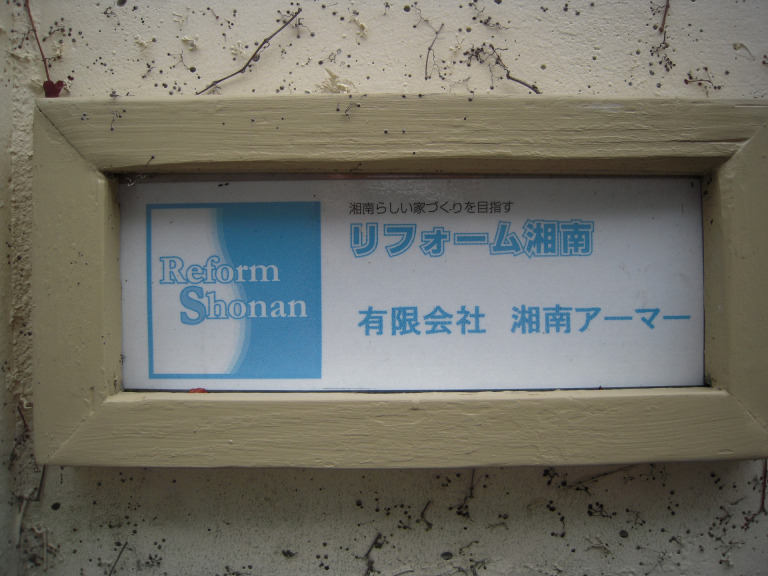 Reform
Shonan
湘南らしい家づくりを目指す
リフォーム湘南
有限会社 湘南アーマー